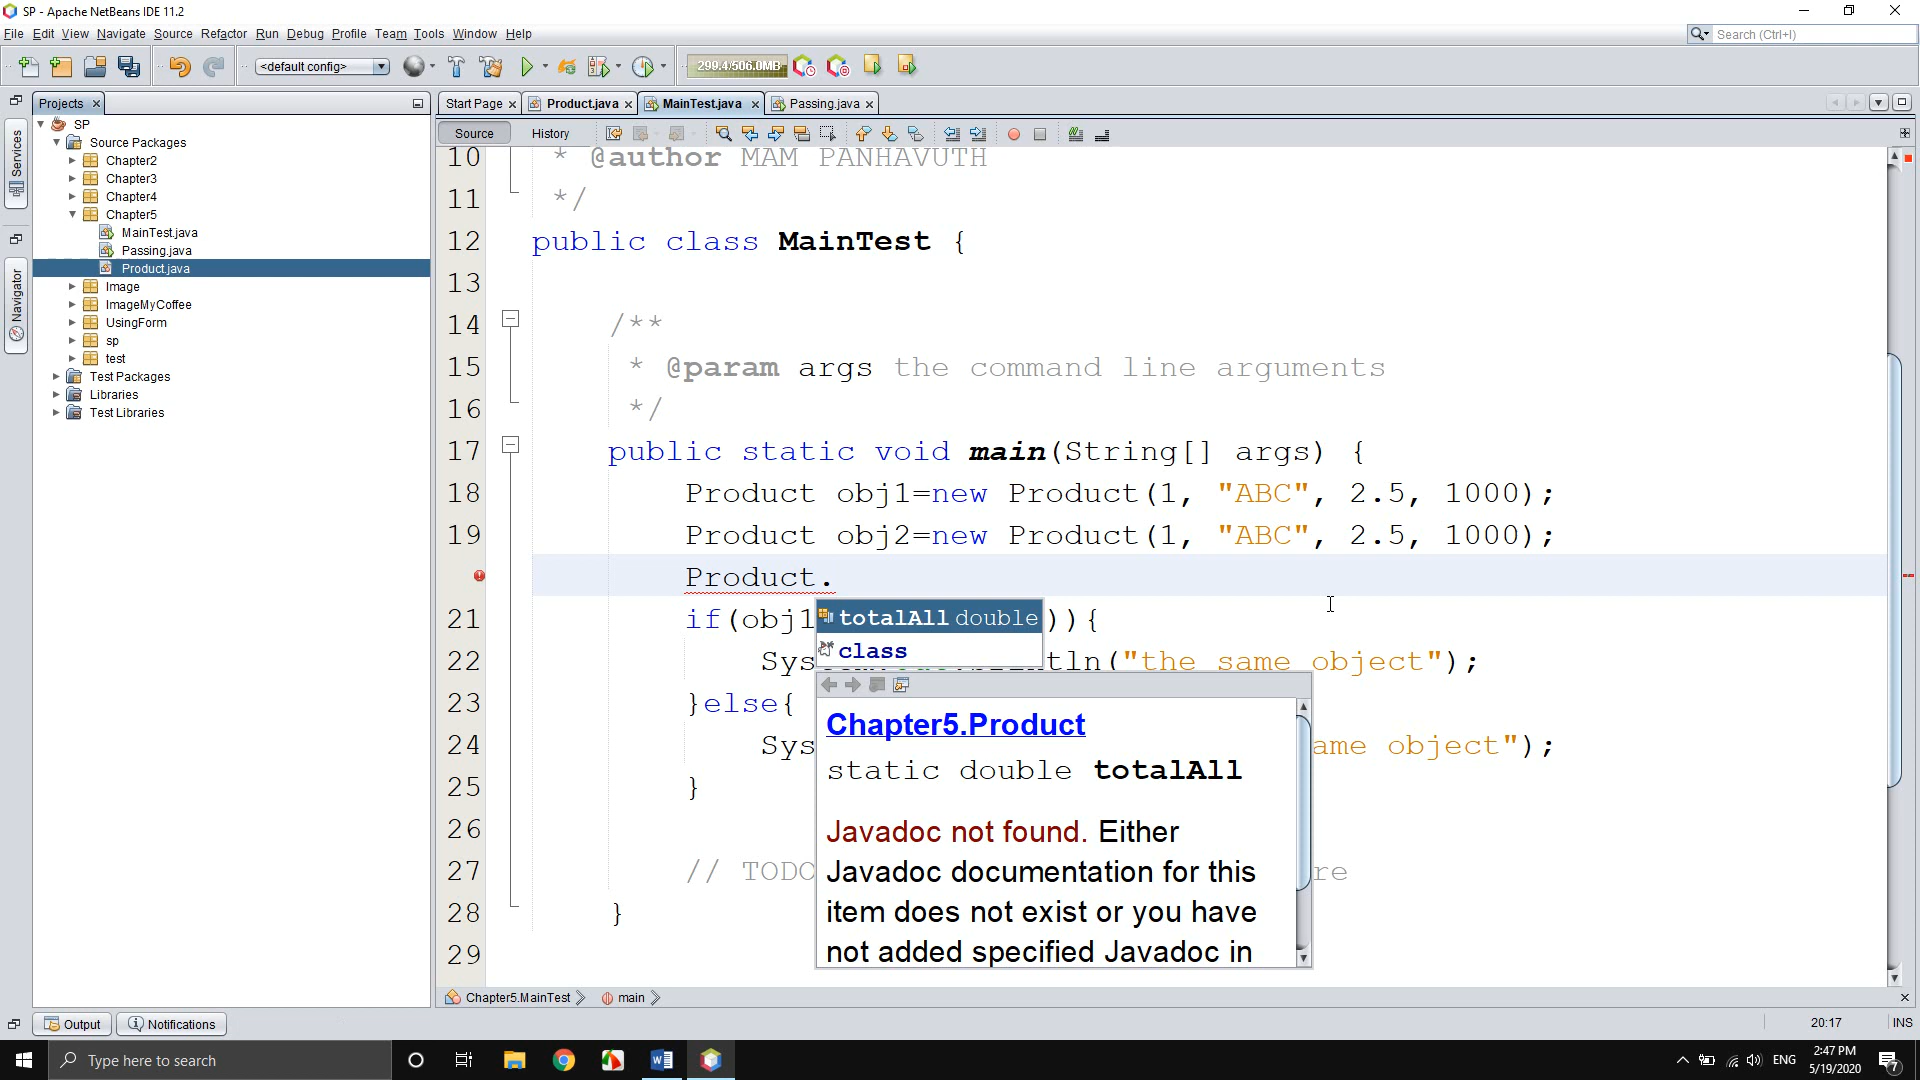 SP - Apache NetBeans IDE 11.2
File Edit View Navigate Source Refactor Run Debug Profile Team Tools Window Help
Search (Ctrl+I)
<default config>
299.4/506.0MB
Projects
Start Page Product.java MainTest.java Passing.java
Source History
Services
Navigator
SP
Source Packages
Chapter2
Chapter3
Chapter4
Chapter5
MainTest.java
Passing.java
Product.java
Image
ImageMyCoffee
UsingForm
sp
test
Test Packages
Libraries
Test Libraries
10 * @author MAM PANHAVUTH
11 */
12 public class MainTest {
13
14 /**
15 * @param args the command line arguments
16 */
17 public static void main(String[] args) {
18 Product obj1=new Product(1, "ABC", 2.5, 1000);
19 Product obj2=new Product(1, "ABC", 2.5, 1000);
Product.
21 if(obj1 )){
totalAll double
22 Sys ln("the same object");
class
23 }else{
24 Sys ame object");
25 }
26
27 // TODO re
28 }
29
Chapter5.Product
static double totalAll
Javadoc not found. Either
Javadoc documentation for this
item does not exist or you have
not added specified Javadoc in
Chapter5.MainTest main
Output Notifications
20:17 INS
Type here to search
ENG
2:47 PM
5/19/2020
7